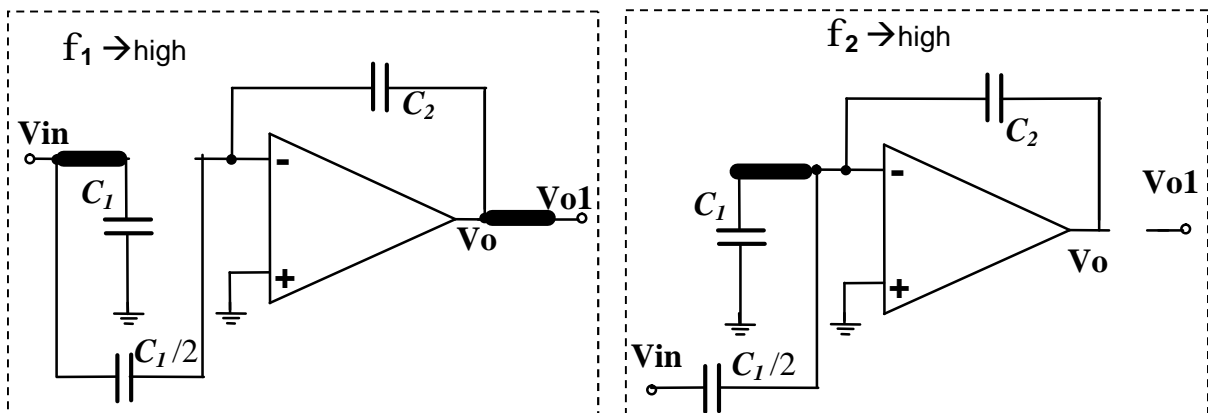 f1 → high
C2
Vin
-
C1
Vo1
Vo
+
C1/2
f2 → high
C2
-
Vo1
C1
Vo
+
Vin
C1/2